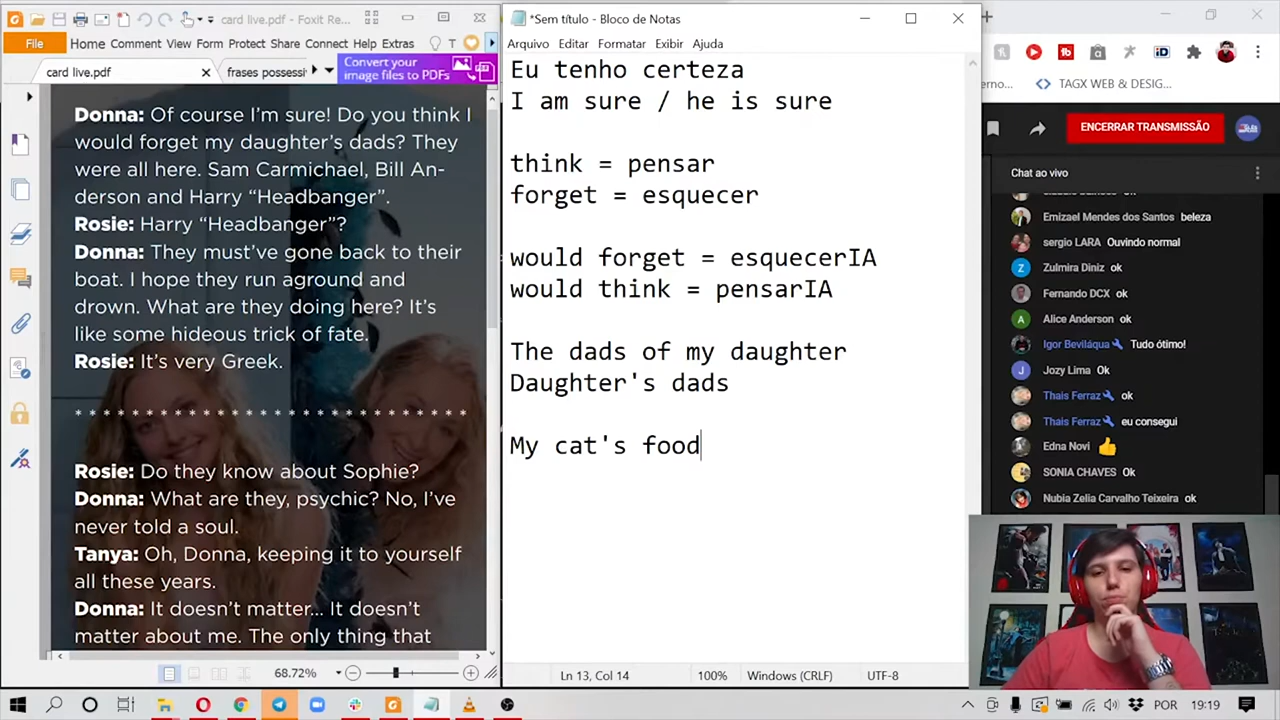 card live.pdf - Foxit Re...
File
Home
Comment
View
Form
Protect
Share
Connect
Help
Extras
card live.pdf
frases possessi
Convert your
image files to PDFs
Donna: Of course I'm sure! Do you think I
would forget my daughter's dads? They
were all here. Sam Carmichael, Bill An-
derson and Harry “Headbanger”.
Rosie: Harry “Headbanger”?
Donna: They must've gone back to their
boat. I hope they run aground and
drown. What are they doing here? It's
like some hideous trick of fate.
Rosie: It's very Greek.
* * * * * * * * * * * * * * * * * * * * * * * * * * *
Rosie: Do they know about Sophie?
Donna: What are they, psychic? No, I've
never told a soul.
Tanya: Oh, Donna, keeping it to yourself
all these years.
Donna: It doesn't matter... It doesn't
matter about me. The only thing that
68.72%
*Sem título - Bloco de Notas
Arquivo
Editar
Formatar
Exibir
Ajuda
Eu tenho certeza
I am sure / he is sure
think = pensar
forget = esquecer
would forget = esquecerIA
would think = pensarIA
The dads of my daughter
Daughter's dads
My cat's food
Ln 13, Col 14
100%
Windows (CRLF)
UTF-8
erno...
TAGX WEB & DESIG...
ENCERRAR TRANSMISSÃO
Chat ao vivo
ok
Emizael Mendes dos Santos beleza
sergio LARA Ouvindo normal
Zulmira Diniz ok
Fernando DCX ok
Alice Anderson ok
Igor Beviláqua Tudo ótimo!
Jozy Lima Ok
Thais Ferraz ok
Thais Ferraz eu consegui
Edna Novi
SONIA CHAVES Ok
Nubia Zelia Carvalho Teixeira ok
POR
19:19